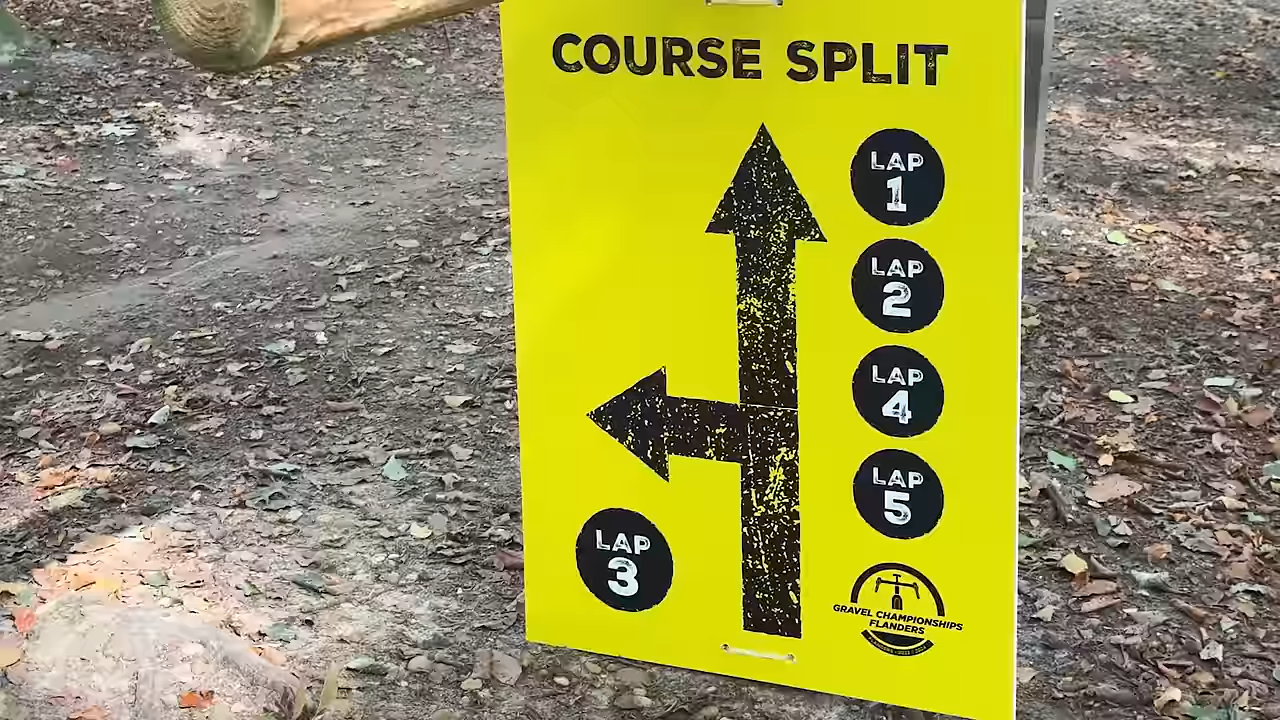 COURSE SPLIT
LAP
1
LAP
2
LAP
4
LAP
5
LAP
3
GRAVEL CHAMPIONSHIPS
FLANDERS